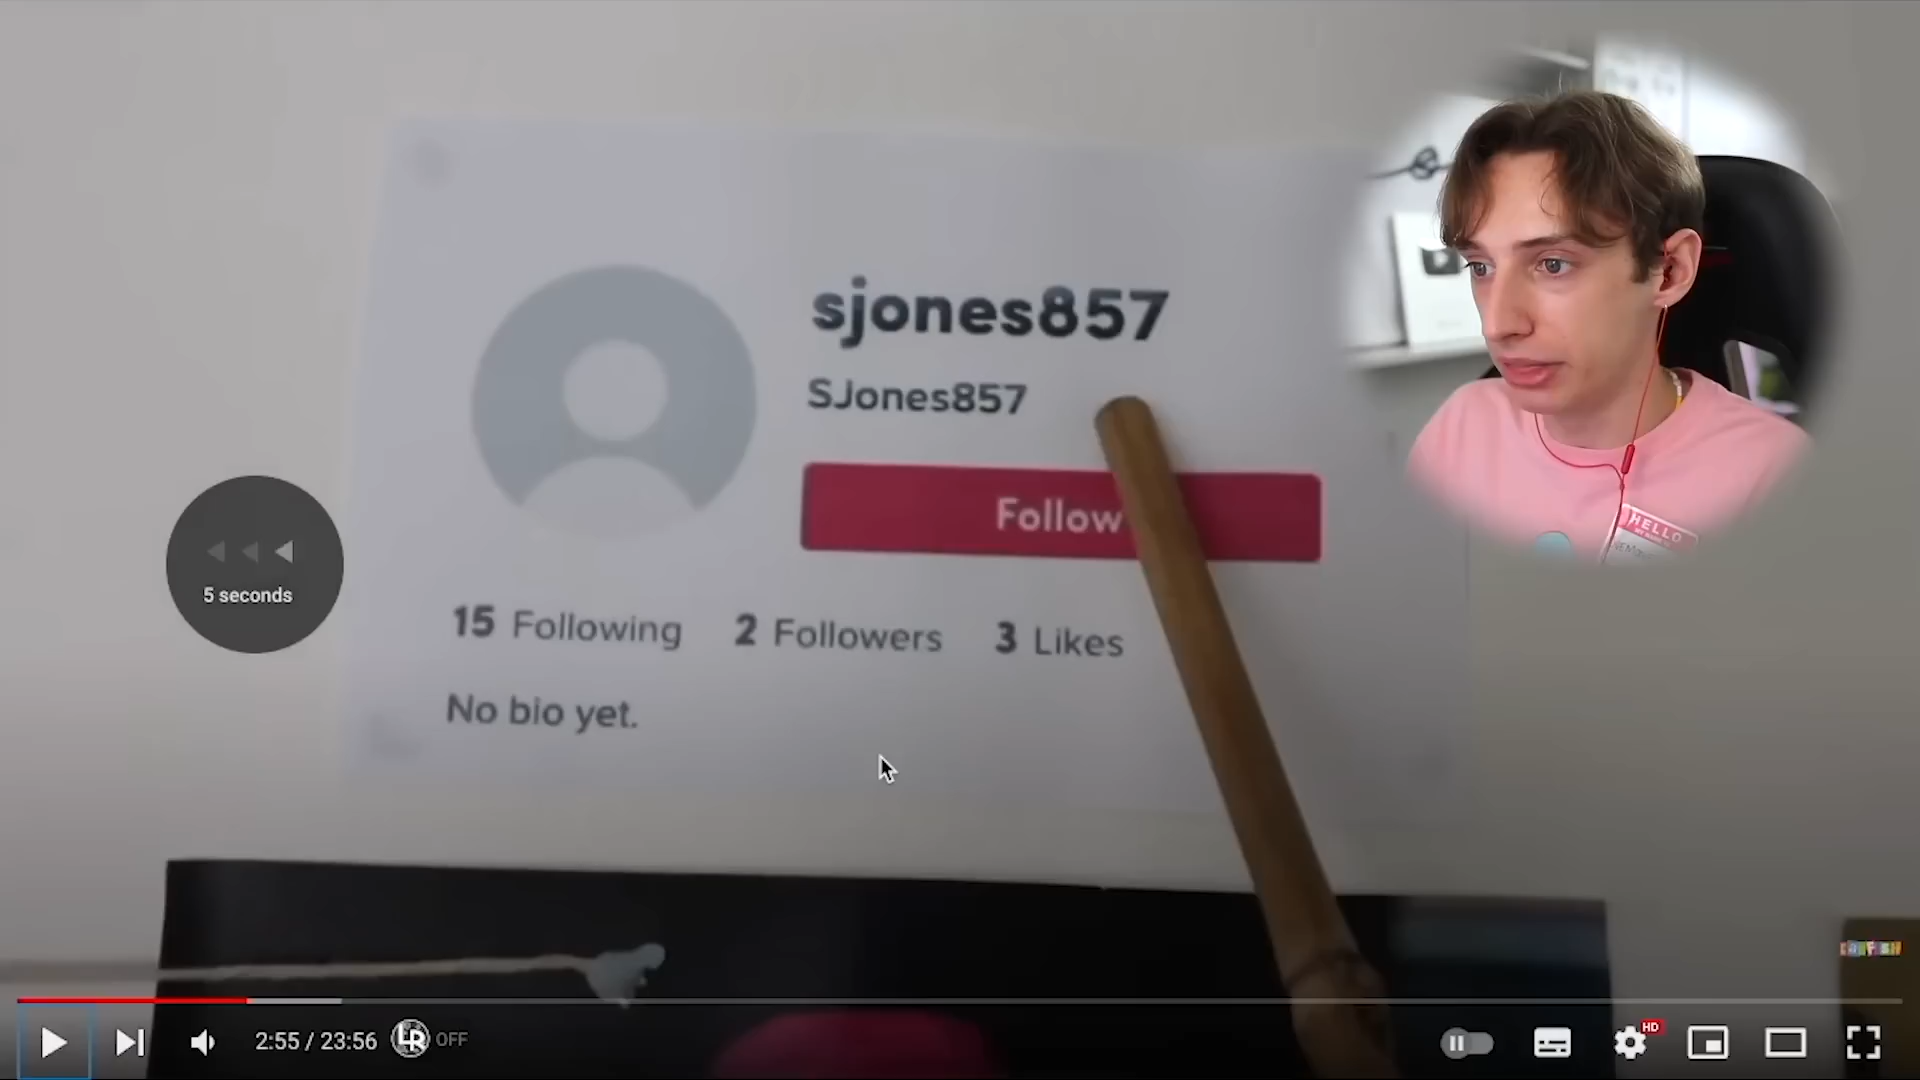 sjones857
SJones857
Follow
15 Following 2 Followers 3 Likes
No bio yet.
5 seconds
HELLO
2:55 / 23:56
OFF
HD